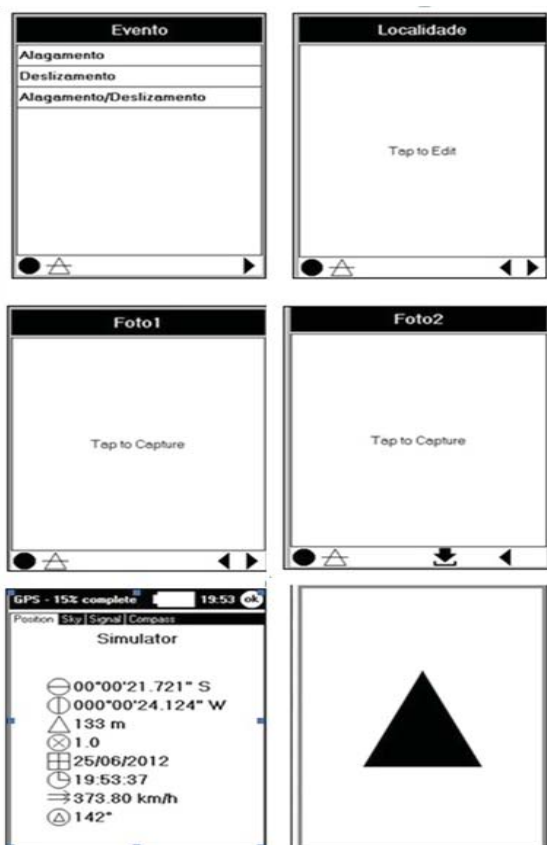 Evento
Alagamento
Deslizamento
Alagamento/Deslizamento
Localidade
Tap to Edit
Foto1
Tap to Capture
Foto2
Tap to Capture
GPS - 15% complete 19:53 ok
Position Sky Signal Compass
Simulator
00°00'21.721" S
000°00'24.124" W
133 m
1.0
25/06/2012
19:53:37
373.80 km/h
142°